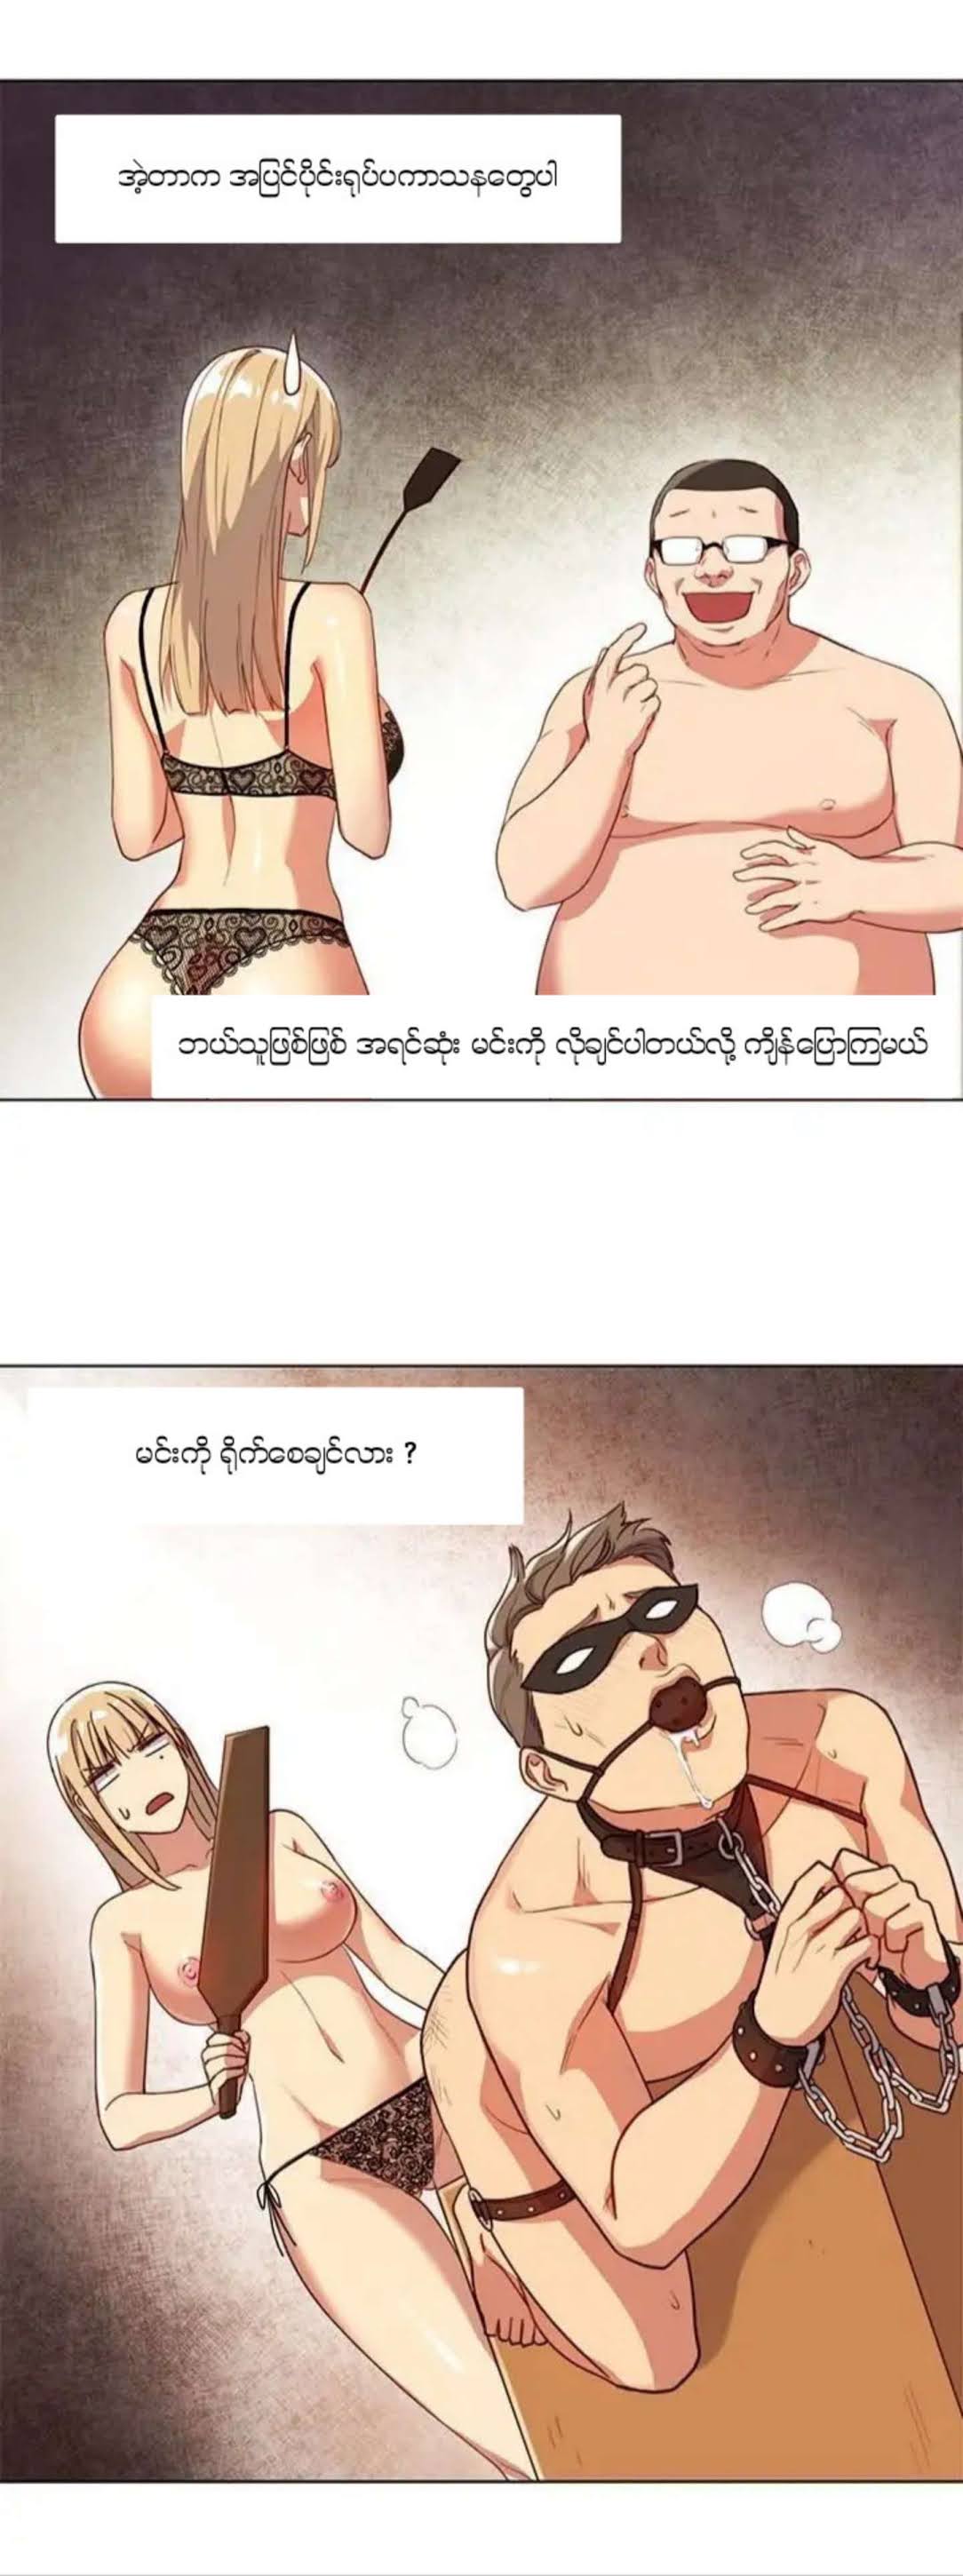 အဲ့တာက အပြင်ပိုင်းရုပ်ပကာသနတွေပါ
ဘယ်သူဖြစ်ဖြစ် အရင်ဆုံး မင်းကို လိုချင်ပါတယ်လို့ ကျိန်ပြောကြမယ်
မင်းကို ရိုက်စေချင်လား ?